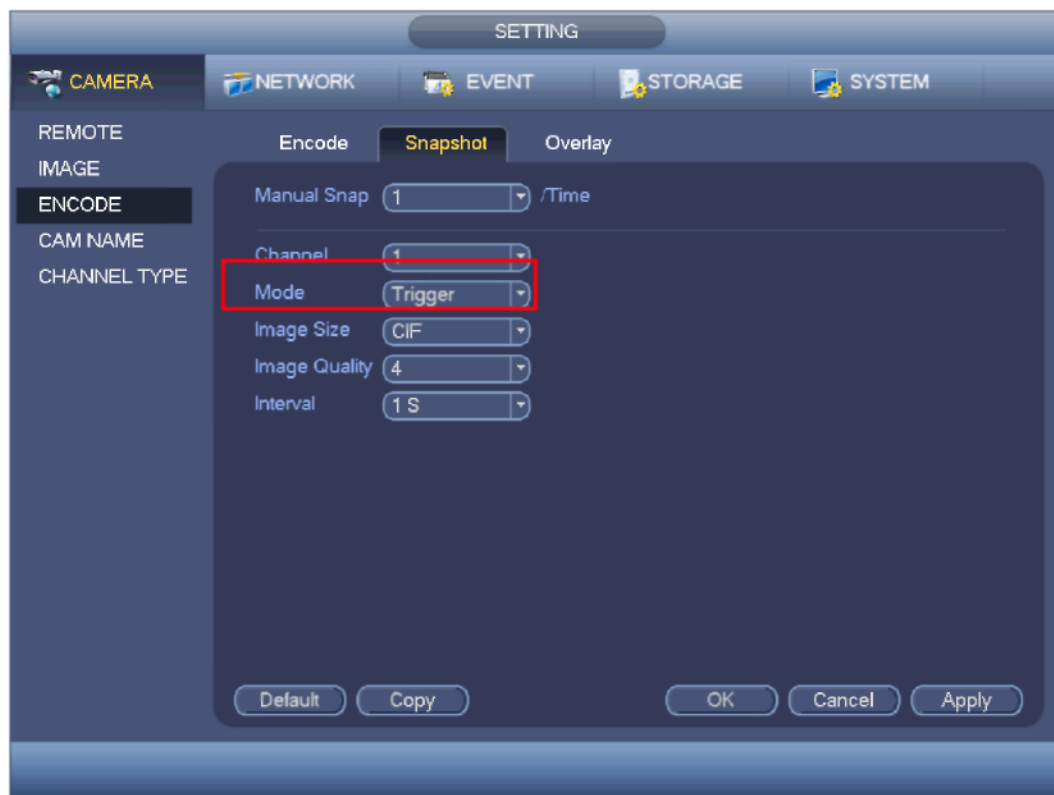 SETTING
CAMERA NETWORK EVENT STORAGE SYSTEM
REMOTE
IMAGE
ENCODE
CAM NAME
CHANNEL TYPE
Encode Snapshot Overlay
Manual Snap 1 /Time
Channel 1
Mode Trigger
Image Size CIF
Image Quality 4
Interval 1 S
Default Copy OK Cancel Apply